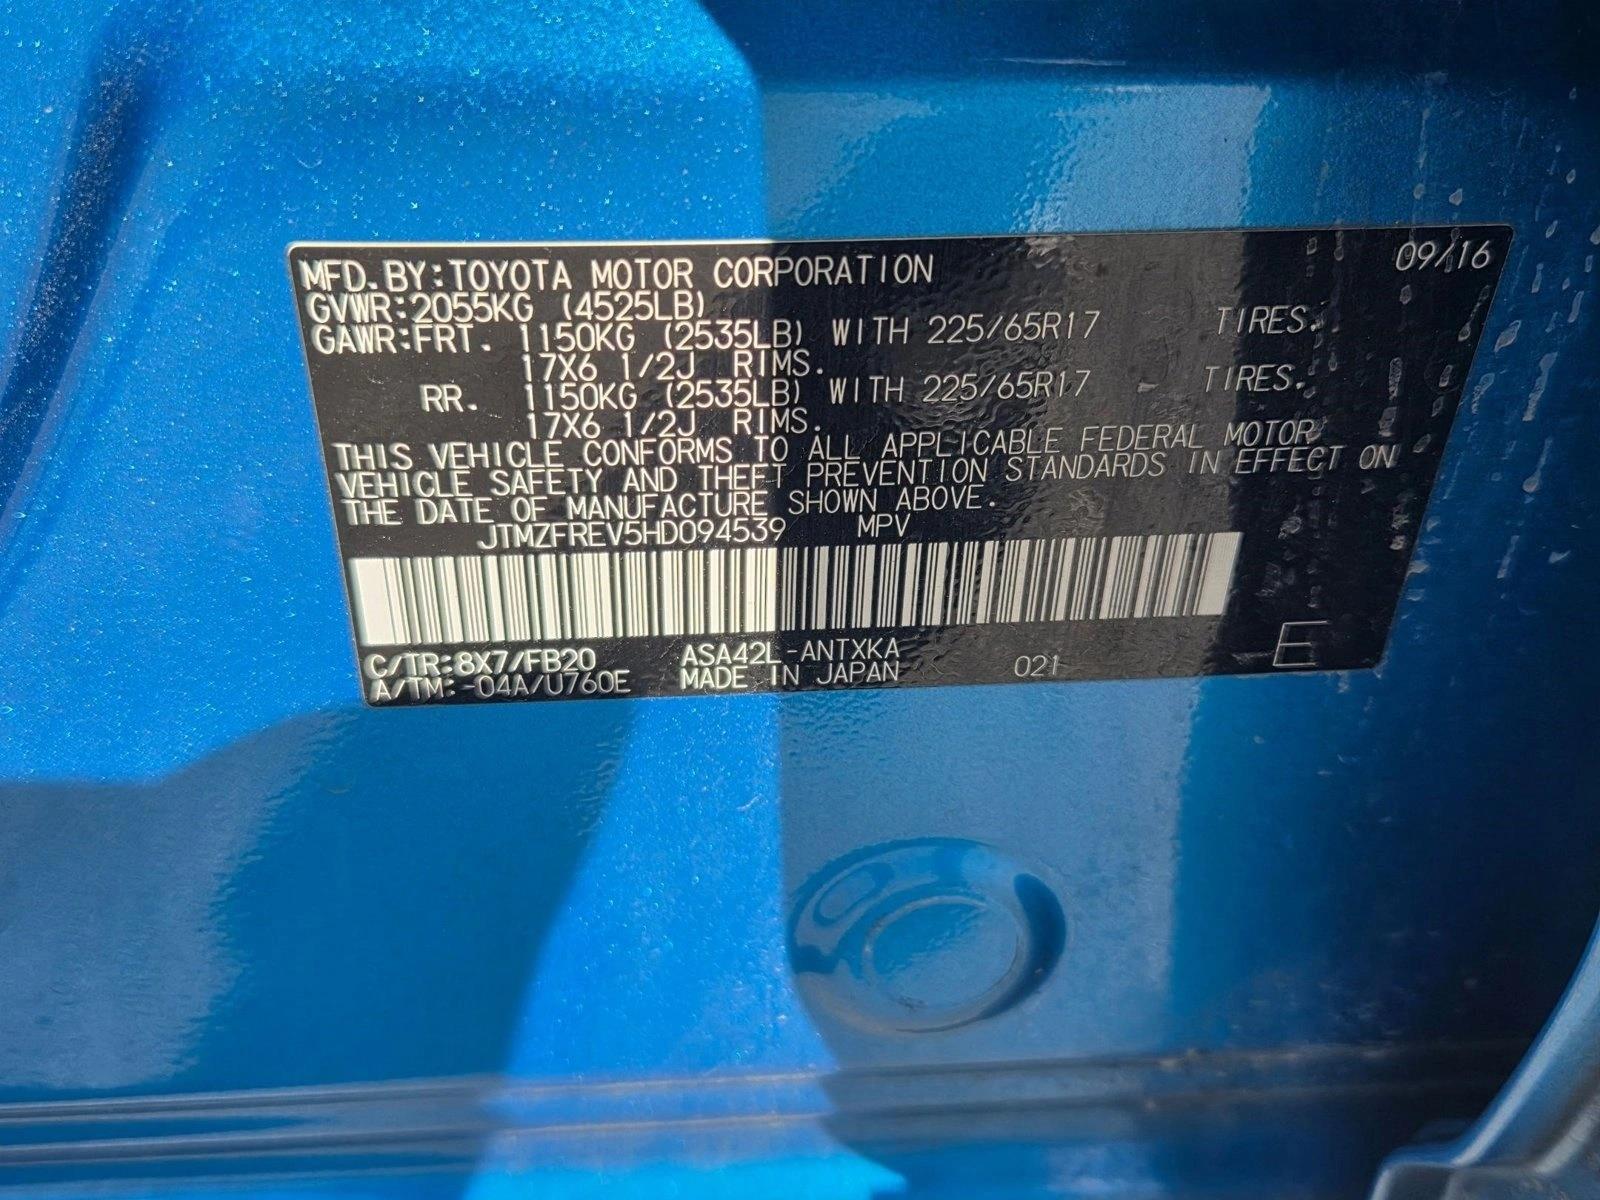 MFD.BY:TOYOTA MOTOR CORPORATION 09/16
GVWR:2055KG (4525LB)
GAWR:FRT. 1150KG (2535LB) WITH 225/65R17 TIRES.
17X6 1/2J RIMS.
RR. 1150KG (2535LB) WITH 225/65R17 TIRES.
17X6 1/2J RIMS.
THIS VEHICLE CONFORMS TO ALL APPLICABLE FEDERAL MOTOR
VEHICLE SAFETY AND THEFT PREVENTION STANDARDS IN EFFECT ON
THE DATE OF MANUFACTURE SHOWN ABOVE.
JTMZFREV5HD094539 MPV
C/TR:8X7/FB20 ASA42L-ANTXKA
A/TM:-04A/U760E MADE IN JAPAN 021 E